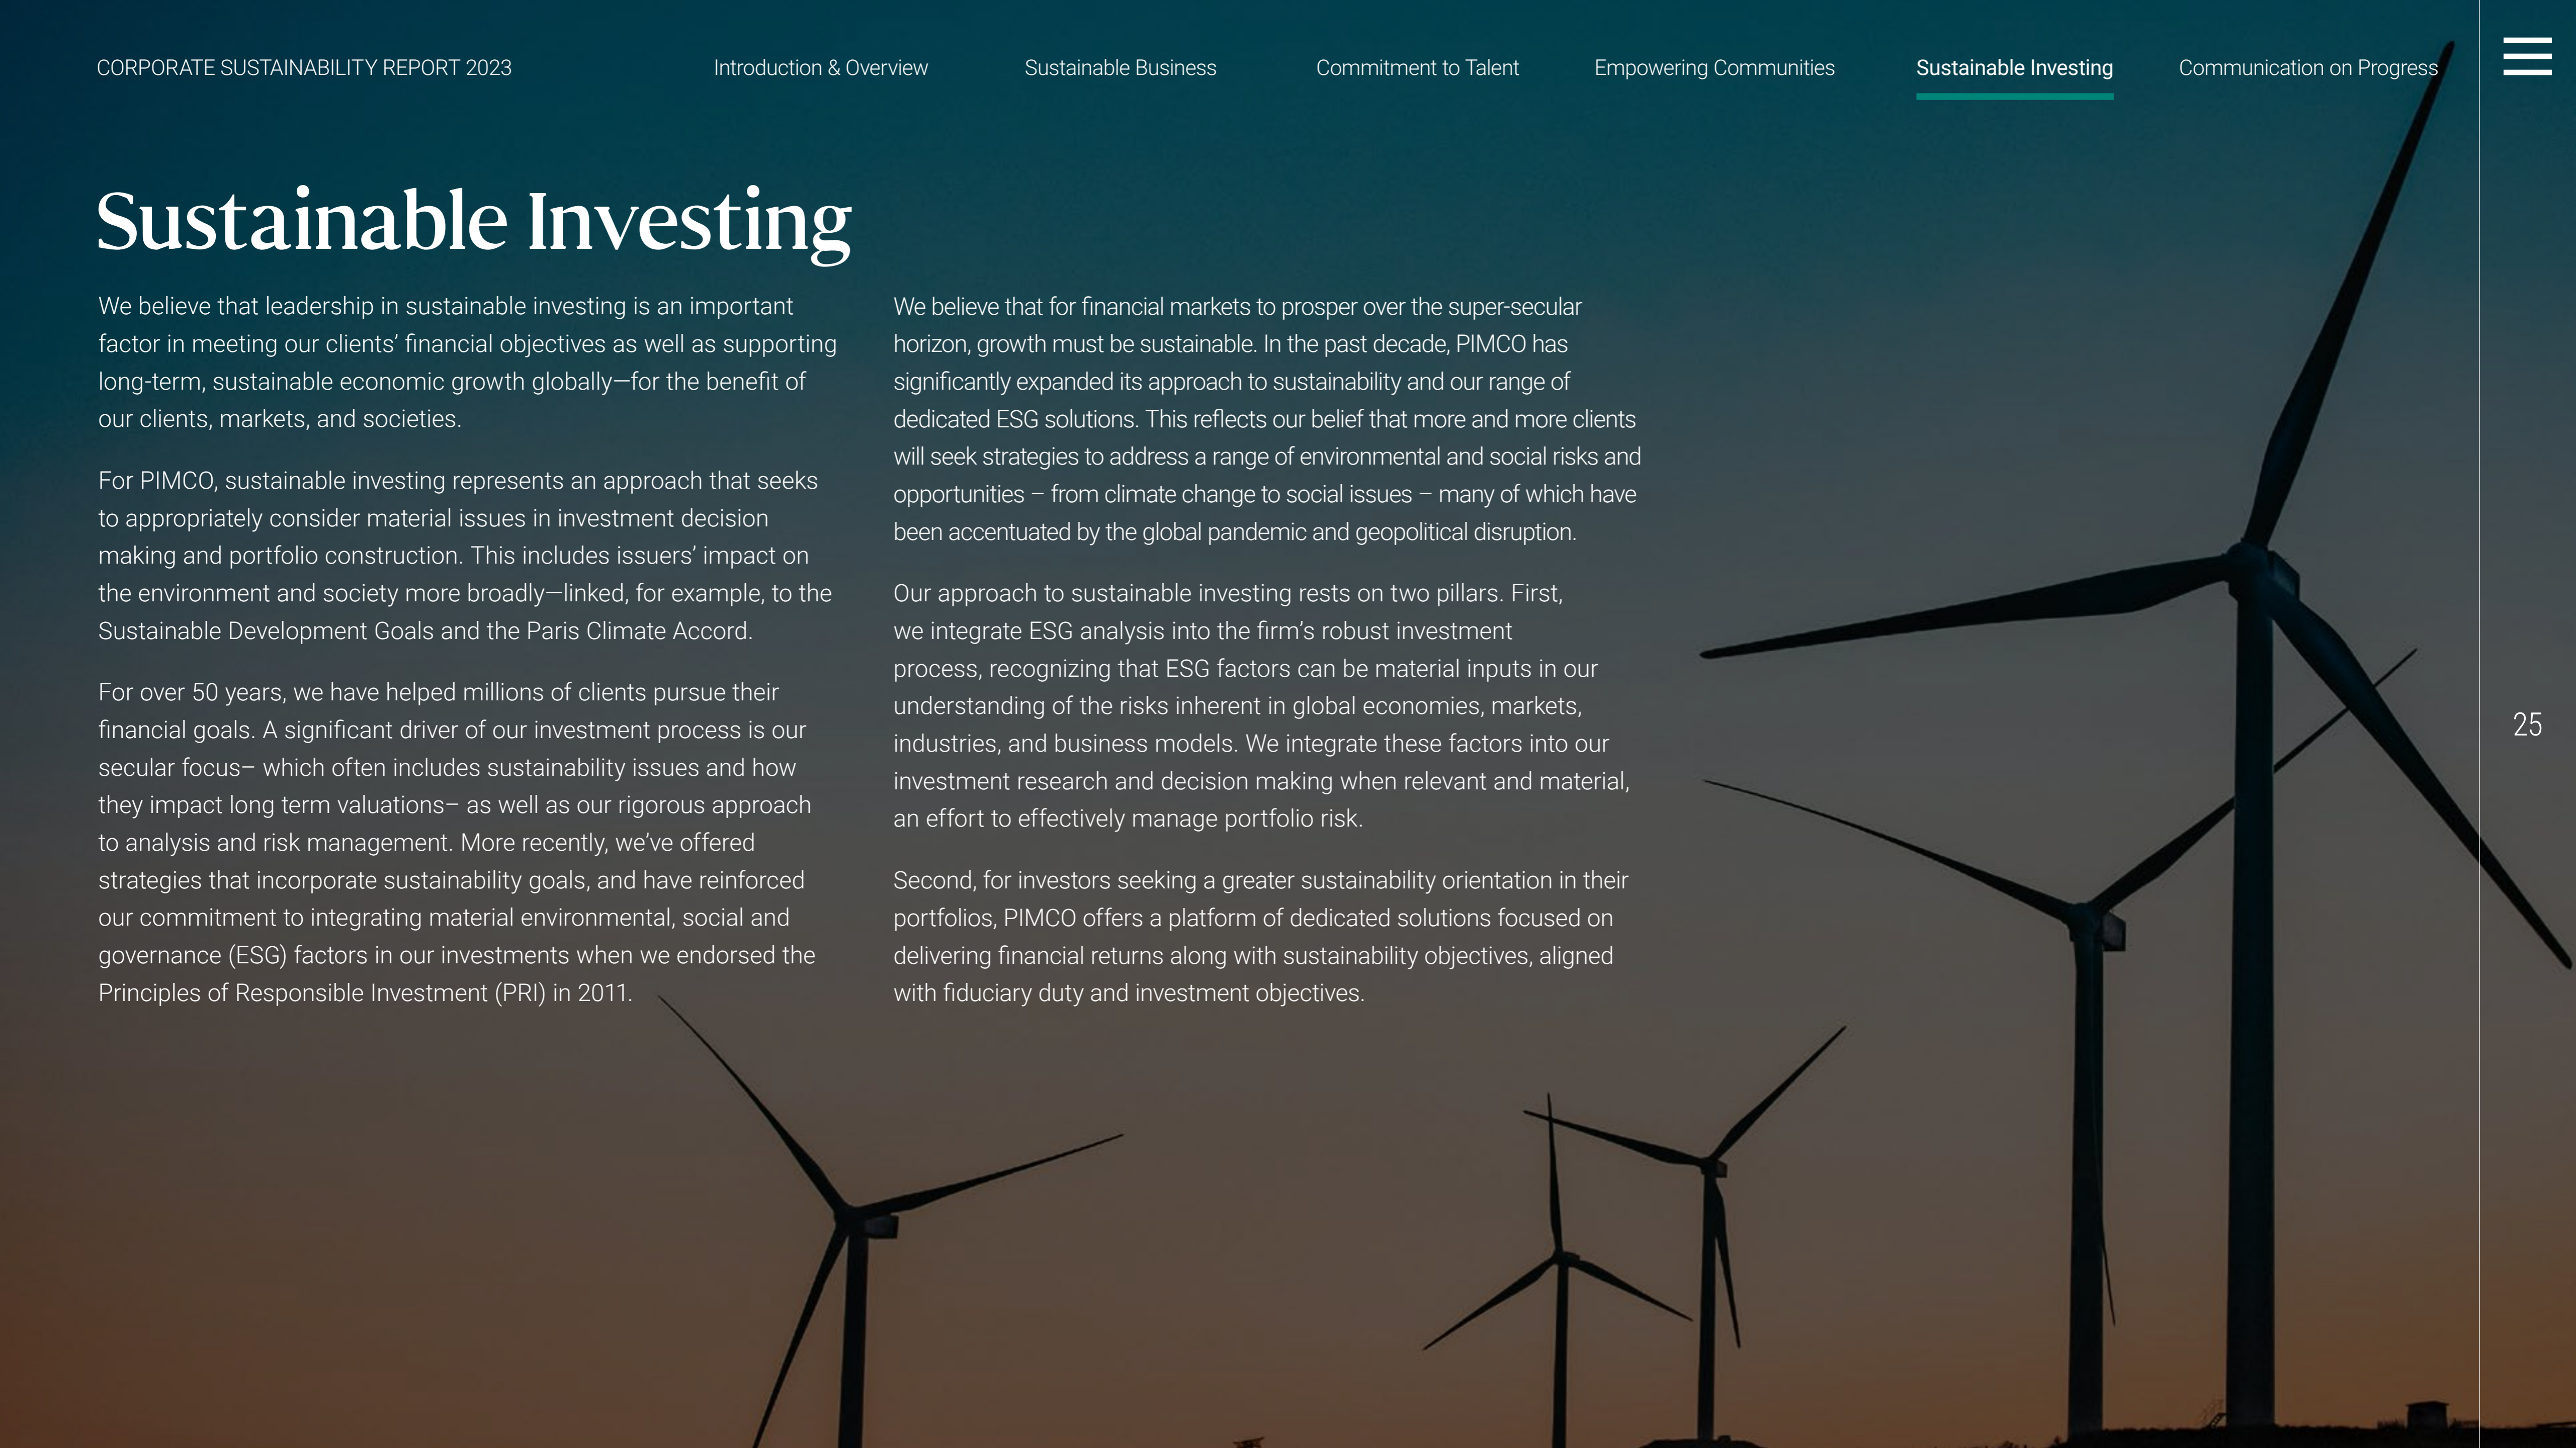 CORPORATE SUSTAINABILITY REPORT 2023
Introduction & Overview
Sustainable Business
Commitment to Talent
Empowering Communities
Sustainable Investing
Communication on Progress
Sustainable Investing
We believe that leadership in sustainable investing is an important
factor in meeting our clients’ financial objectives as well as supporting
long-term, sustainable economic growth globally—for the benefit of
our clients, markets, and societies.
For PIMCO, sustainable investing represents an approach that seeks
to appropriately consider material issues in investment decision
making and portfolio construction. This includes issuers’ impact on
the environment and society more broadly—linked, for example, to the
Sustainable Development Goals and the Paris Climate Accord.
For over 50 years, we have helped millions of clients pursue their
financial goals. A significant driver of our investment process is our
secular focus– which often includes sustainability issues and how
they impact long term valuations– as well as our rigorous approach
to analysis and risk management. More recently, we’ve offered
strategies that incorporate sustainability goals, and have reinforced
our commitment to integrating material environmental, social and
governance (ESG) factors in our investments when we endorsed the
Principles of Responsible Investment (PRI) in 2011.
We believe that for financial markets to prosper over the super-secular
horizon, growth must be sustainable. In the past decade, PIMCO has
significantly expanded its approach to sustainability and our range of
dedicated ESG solutions. This reflects our belief that more and more clients
will seek strategies to address a range of environmental and social risks and
opportunities – from climate change to social issues – many of which have
been accentuated by the global pandemic and geopolitical disruption.
Our approach to sustainable investing rests on two pillars. First,
we integrate ESG analysis into the firm’s robust investment
process, recognizing that ESG factors can be material inputs in our
understanding of the risks inherent in global economies, markets,
industries, and business models. We integrate these factors into our
investment research and decision making when relevant and material,
an effort to effectively manage portfolio risk.
Second, for investors seeking a greater sustainability orientation in their
portfolios, PIMCO offers a platform of dedicated solutions focused on
delivering financial returns along with sustainability objectives, aligned
with fiduciary duty and investment objectives.
25